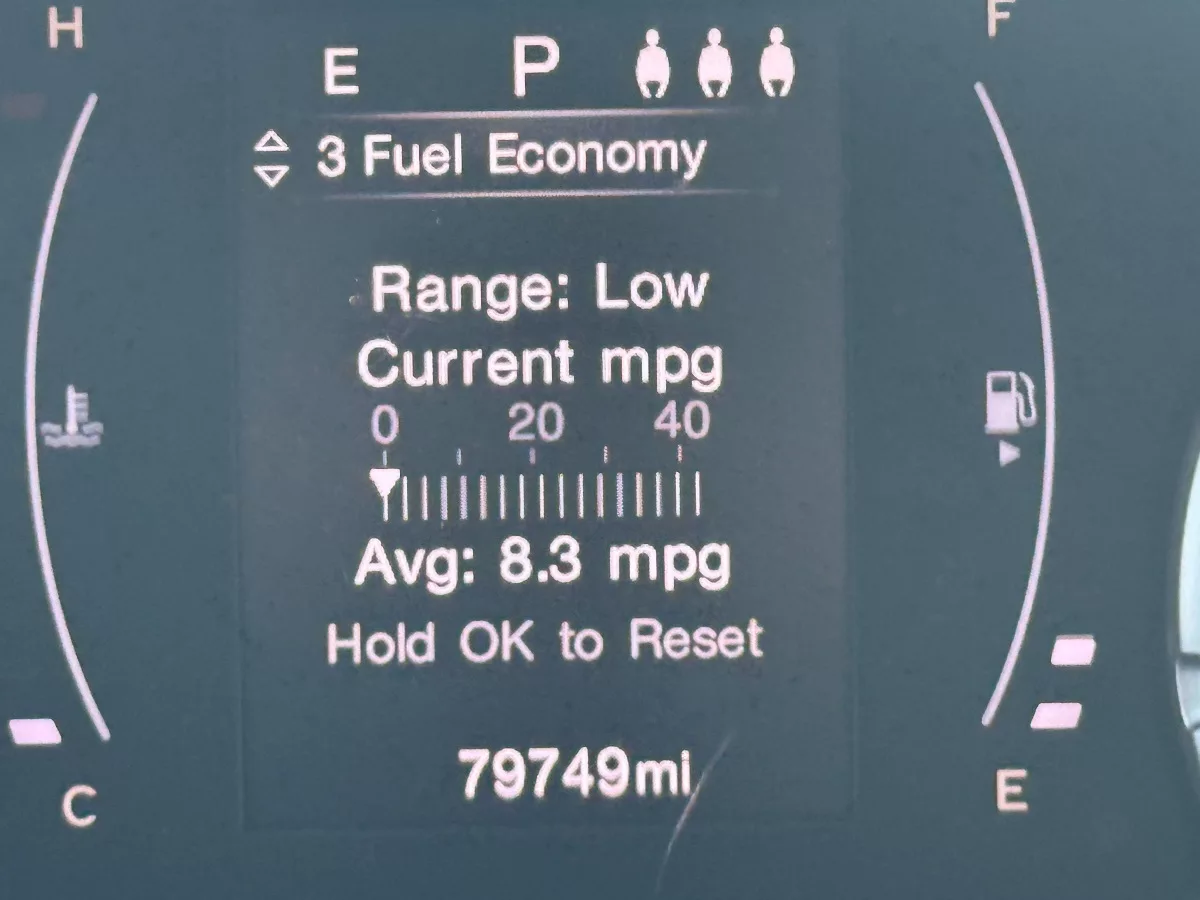 H
F
E P
3 Fuel Economy
Range: Low
Current mpg
0 20 40
Avg: 8.3 mpg
Hold OK to Reset
79749mi
C
E